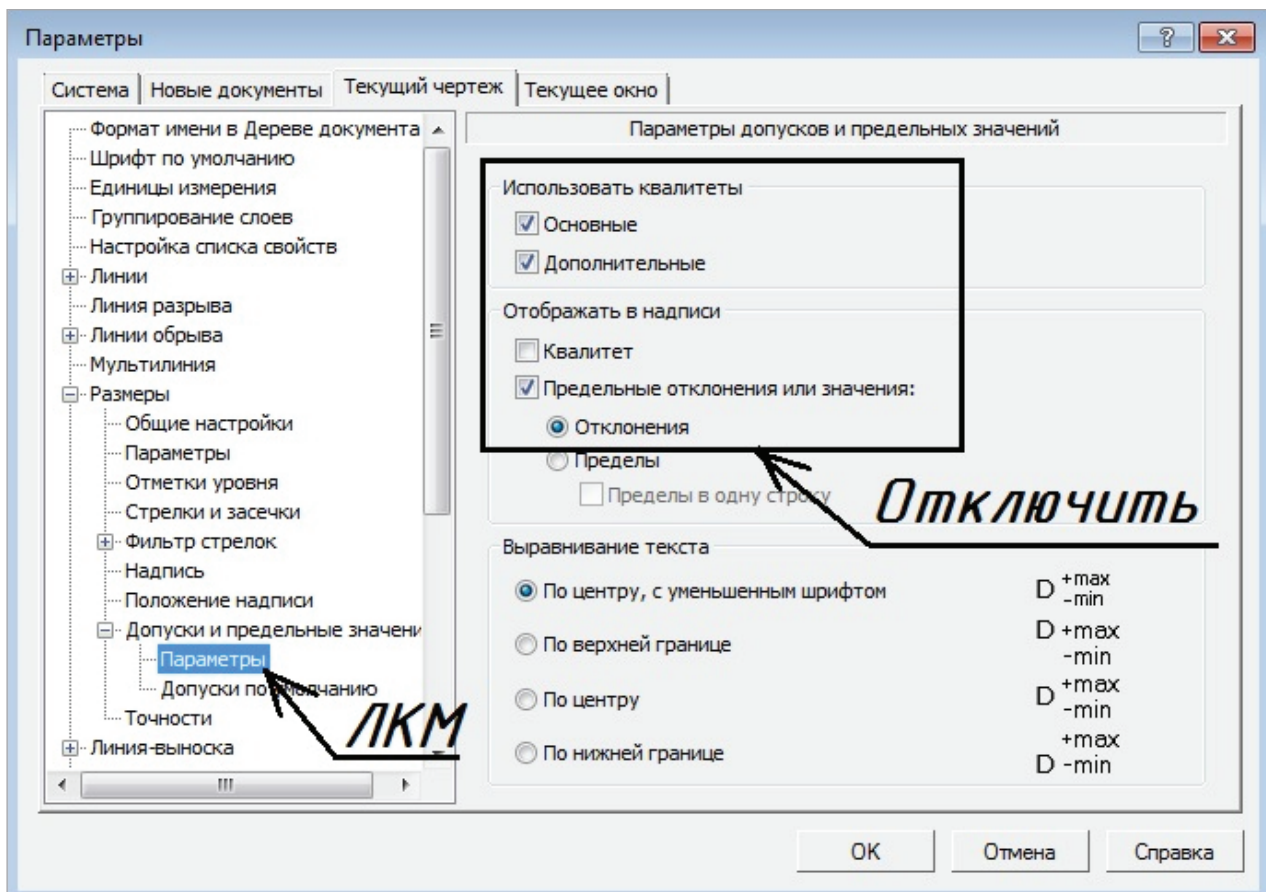 Параметры
Система Новые документы Текущий чертеж Текущее окно
Формат имени в Дереве документа
Шрифт по умолчанию
Единицы измерения
Группирование слоев
Настройка списка свойств
Линии
Линия разрыва
Линии обрыва
Мультилиния
Размеры
Общие настройки
Параметры
Отметки уровня
Стрелки и засечки
Фильтр стрелок
Надпись
Положение надписи
Допуски и предельные значени
Параметры
Допуски по умолчанию
Точности
Линия-выноска
ЛКМ
Параметры допусков и предельных значений
Использовать квалитеты
Основные
Дополнительные
Отображать в надписи
Квалитет
Предельные отклонения или значения:
Отклонения
Пределы
Пределы в одну строку
Отключить
Выравнивание текста
По центру, с уменьшенным шрифтом D +max
-min
По верхней границе D +max
-min
По центру D +max
-min
По нижней границе +max
D -min
ОК Отмена Справка